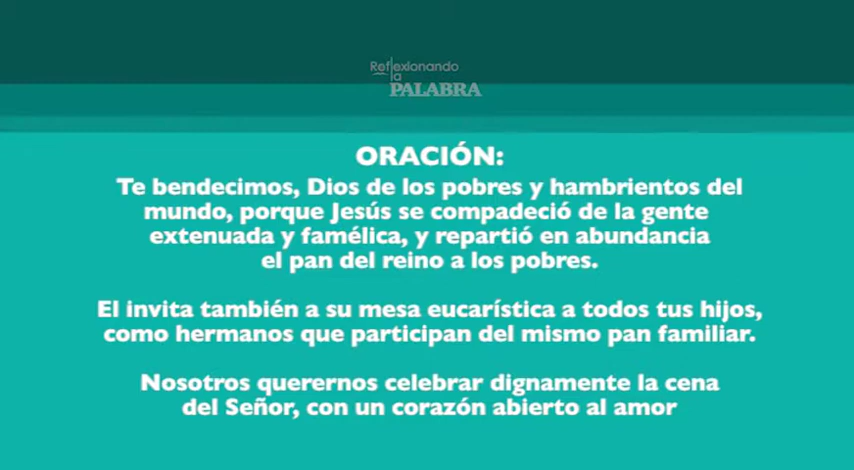 Reflexionando
la
PALABRA
ORACIÓN:
Te bendecimos, Dios de los pobres y hambrientos del
mundo, porque Jesús se compadeció de la gente
extenuada y famélica, y repartió en abundancia
el pan del reino a los pobres.
El invita también a su mesa eucarística a todos tus hijos,
como hermanos que participan del mismo pan familiar.
Nosotros querernos celebrar dignamente la cena
del Señor, con un corazón abierto al amor